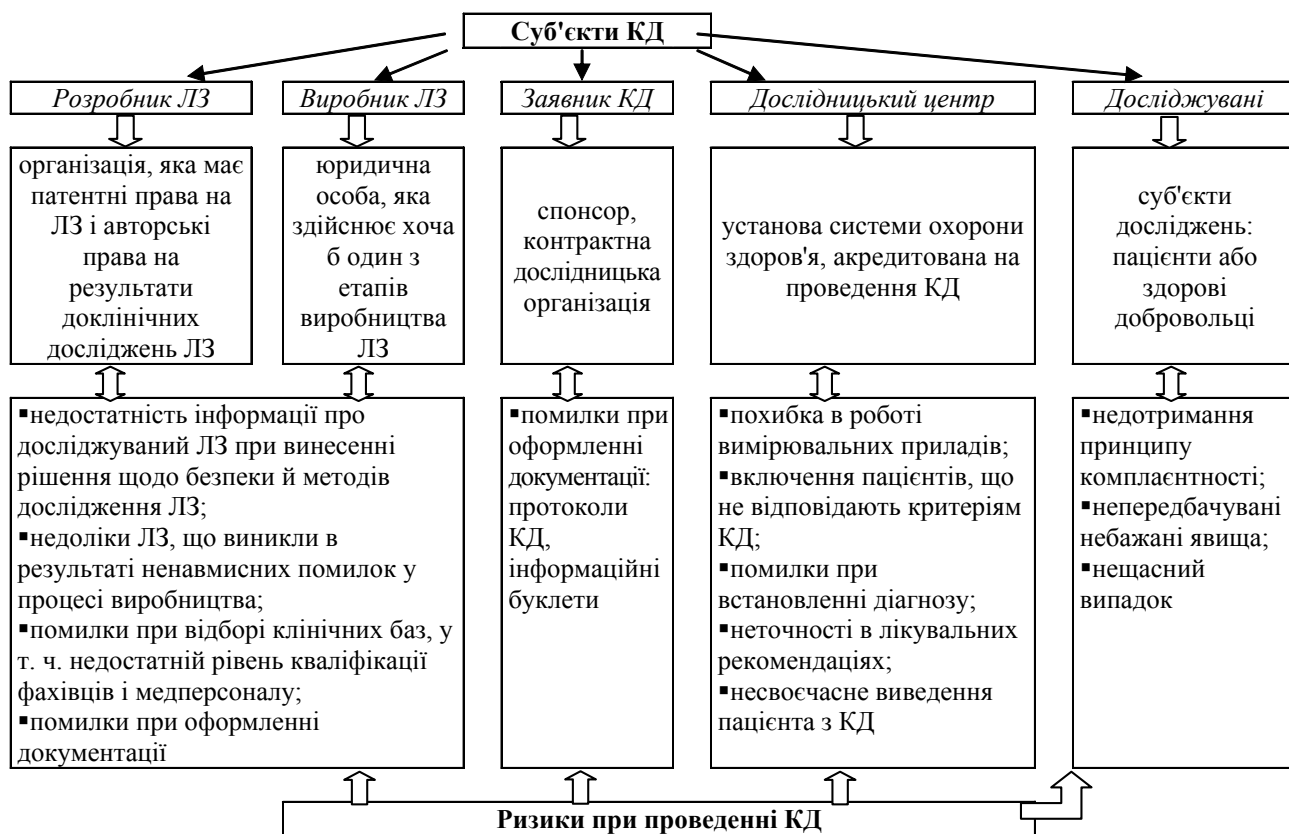 Суб'єкти КД
Розробник ЛЗ
Виробник ЛЗ
Заявник КД
Дослідницький центр
Досліджувані
організація, яка має
патентні права на
ЛЗ і авторські
права на
результати
доклінічних
досліджень ЛЗ
юридична
особа, яка
здійснює хоча
б один з
етапів
виробництва
ЛЗ
спонсор,
контрактна
дослідницька
організація
установа системи охорони
здоров'я, акредитована на
проведення КД
суб'єкти
досліджень:
пацієнти або
здорові
добровольці
▪недостатність інформації про
досліджуваний ЛЗ при винесенні
рішення щодо безпеки й методів
дослідження ЛЗ;
▪недоліки ЛЗ, що виникли в
результаті ненавмисних помилок у
процесі виробництва;
▪помилки при відборі клінічних баз, у
т. ч. недостатній рівень кваліфікації
фахівців і медперсоналу;
▪помилки при оформленні
документації
▪помилки при
оформленні
документації:
протоколи
КД,
інформаційні
буклети
▪похибка в роботі
вимірювальних приладів;
▪включення пацієнтів, що
не відповідають критеріям
КД;
▪помилки при
встановленні діагнозу;
▪неточності в лікувальних
рекомендаціях;
▪несвоєчасне виведення
пацієнта з КД
▪недотримання
принципу
комплаєнтності;
▪непередбачувані
небажані явища;
▪нещасний
випадок
Ризики при проведенні КД